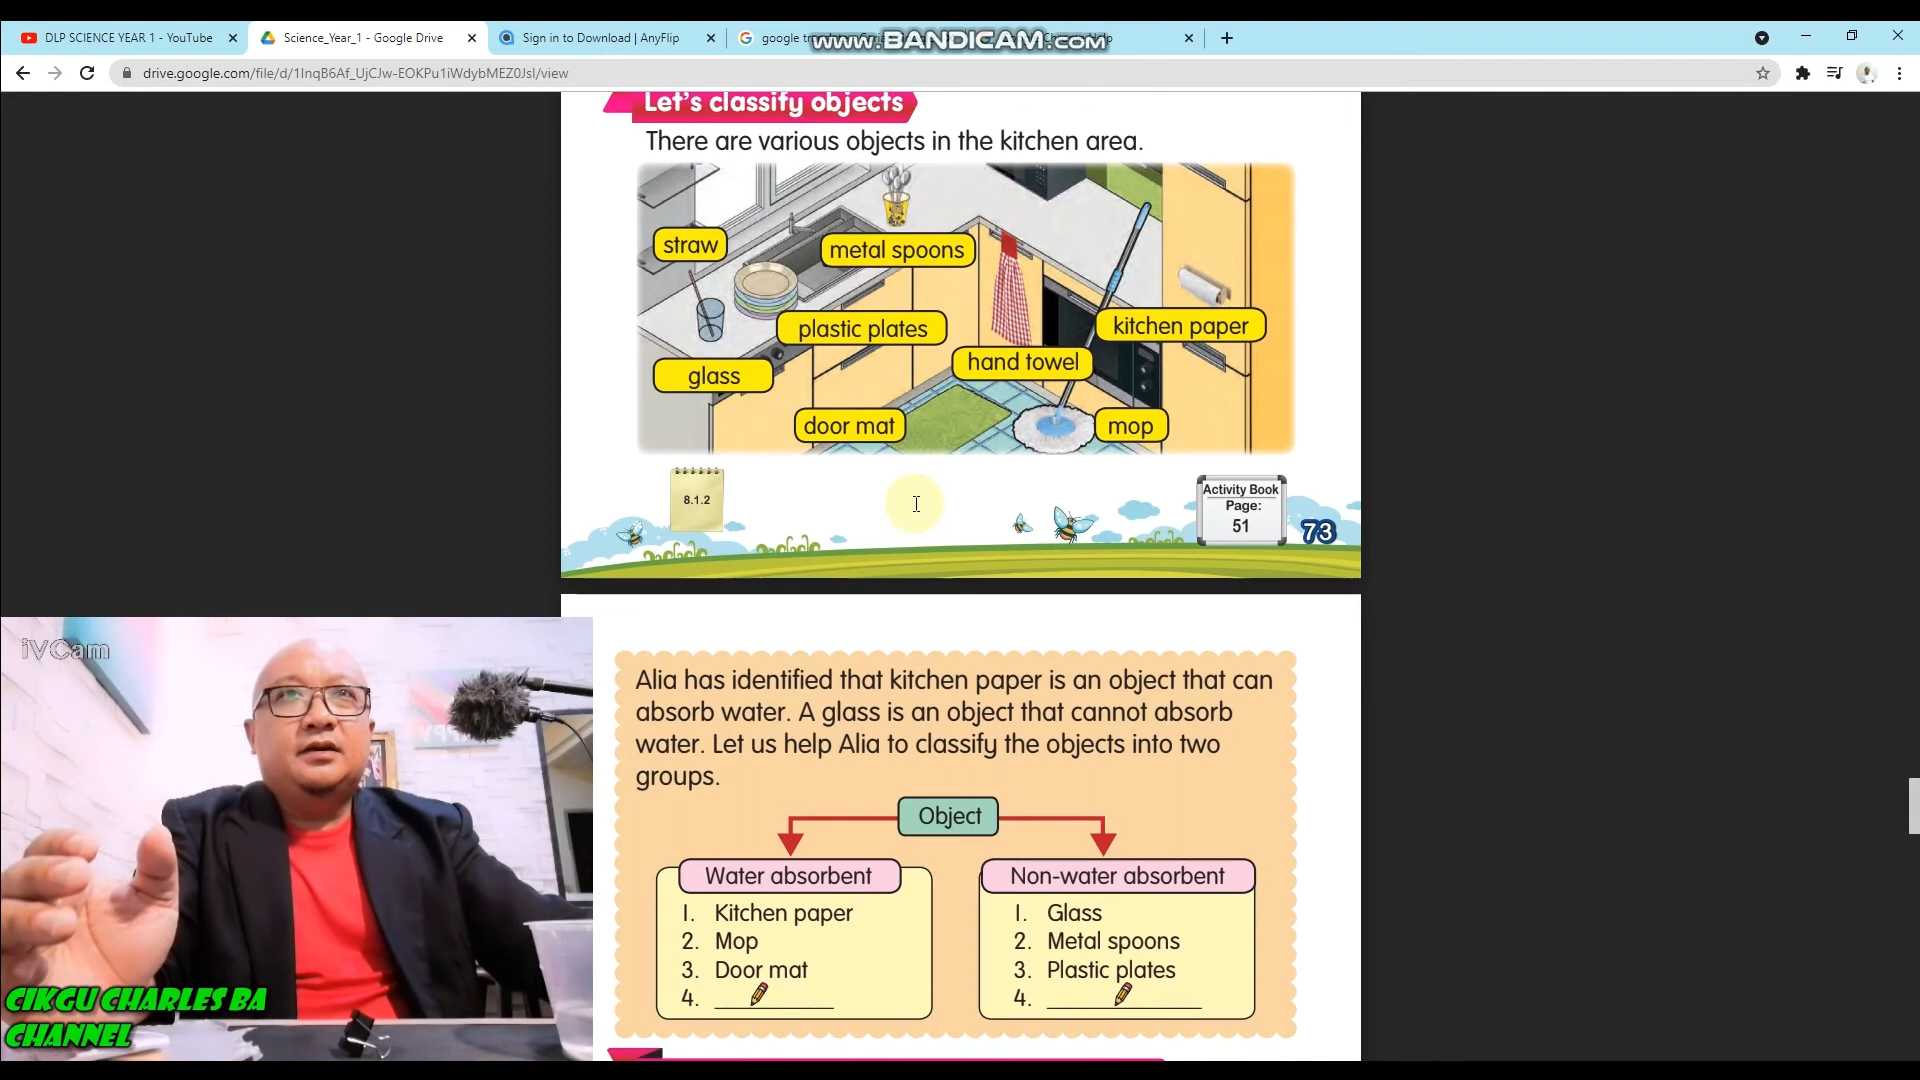 DLP SCIENCE YEAR 1 - YouTube
Science_Year_1 - Google Drive
Sign in to Download | AnyFlip
google
www.BANDICAM.com
Help
drive.google.com/file/d/1InqB6Af_UjCJw-EOKPu1iWdybMEZ0JsI/view
Let's classify objects
There are various objects in the kitchen area.
straw
metal spoons
plastic plates
kitchen paper
hand towel
glass
door mat
mop
8.1.2
Activity Book
Page:
51
73
iVCam
Alia has identified that kitchen paper is an object that can
absorb water. A glass is an object that cannot absorb
water. Let us help Alia to classify the objects into two
groups.
Object
Water absorbent
1. Kitchen paper
2. Mop
3. Door mat
4.
Non-water absorbent
1. Glass
2. Metal spoons
3. Plastic plates
4.
CIKGU CHARLES BA
CHANNEL